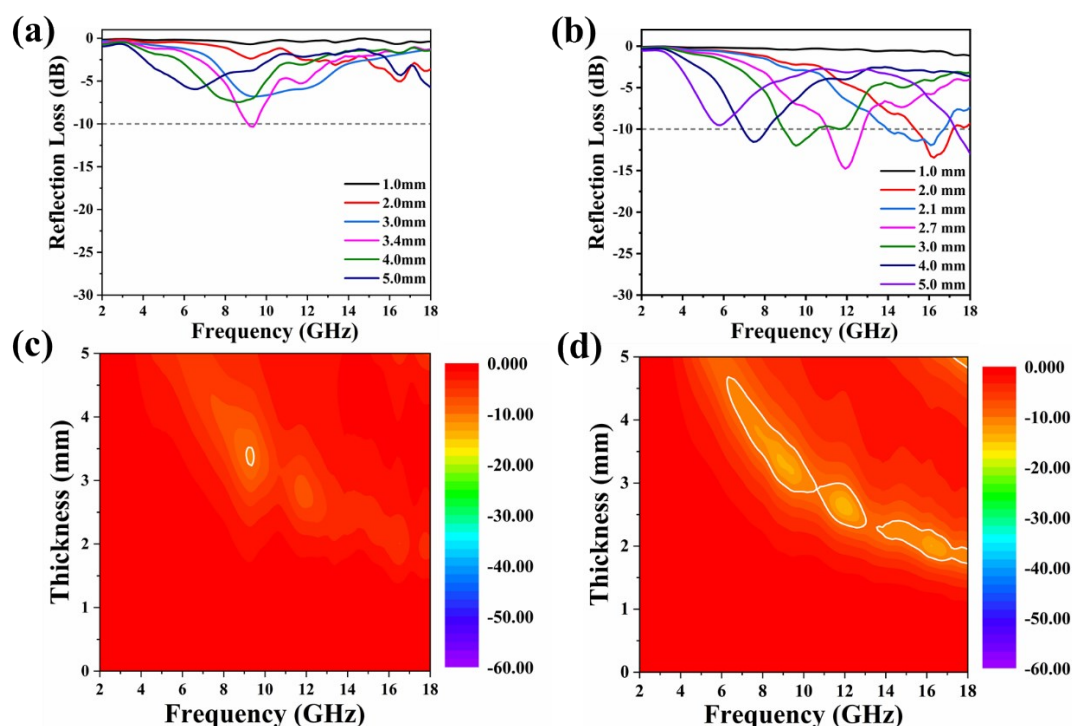 (a)
Reflection Loss (dB)
0
-5
-10
-15
-20
-25
-30
1.0mm
2.0mm
3.0mm
3.4mm
4.0mm
5.0mm
2 4 6 8 10 12 14 16 18
Frequency (GHz)
(b)
Reflection Loss (dB)
0
-5
-10
-15
-20
-25
-30
1.0 mm
2.0 mm
2.1 mm
2.7 mm
3.0 mm
4.0 mm
5.0 mm
2 4 6 8 10 12 14 16 18
Frequency (GHz)
(c)
Thickness (mm)
5
4
3
2
1
0
2 4 6 8 10 12 14 16 18
Frequency (GHz)
0.000
-10.00
-20.00
-30.00
-40.00
-50.00
-60.00
(d)
Thickness (mm)
5
4
3
2
1
0
2 4 6 8 10 12 14 16 18
Frequency (GHz)
0.000
-10.00
-20.00
-30.00
-40.00
-50.00
-60.00